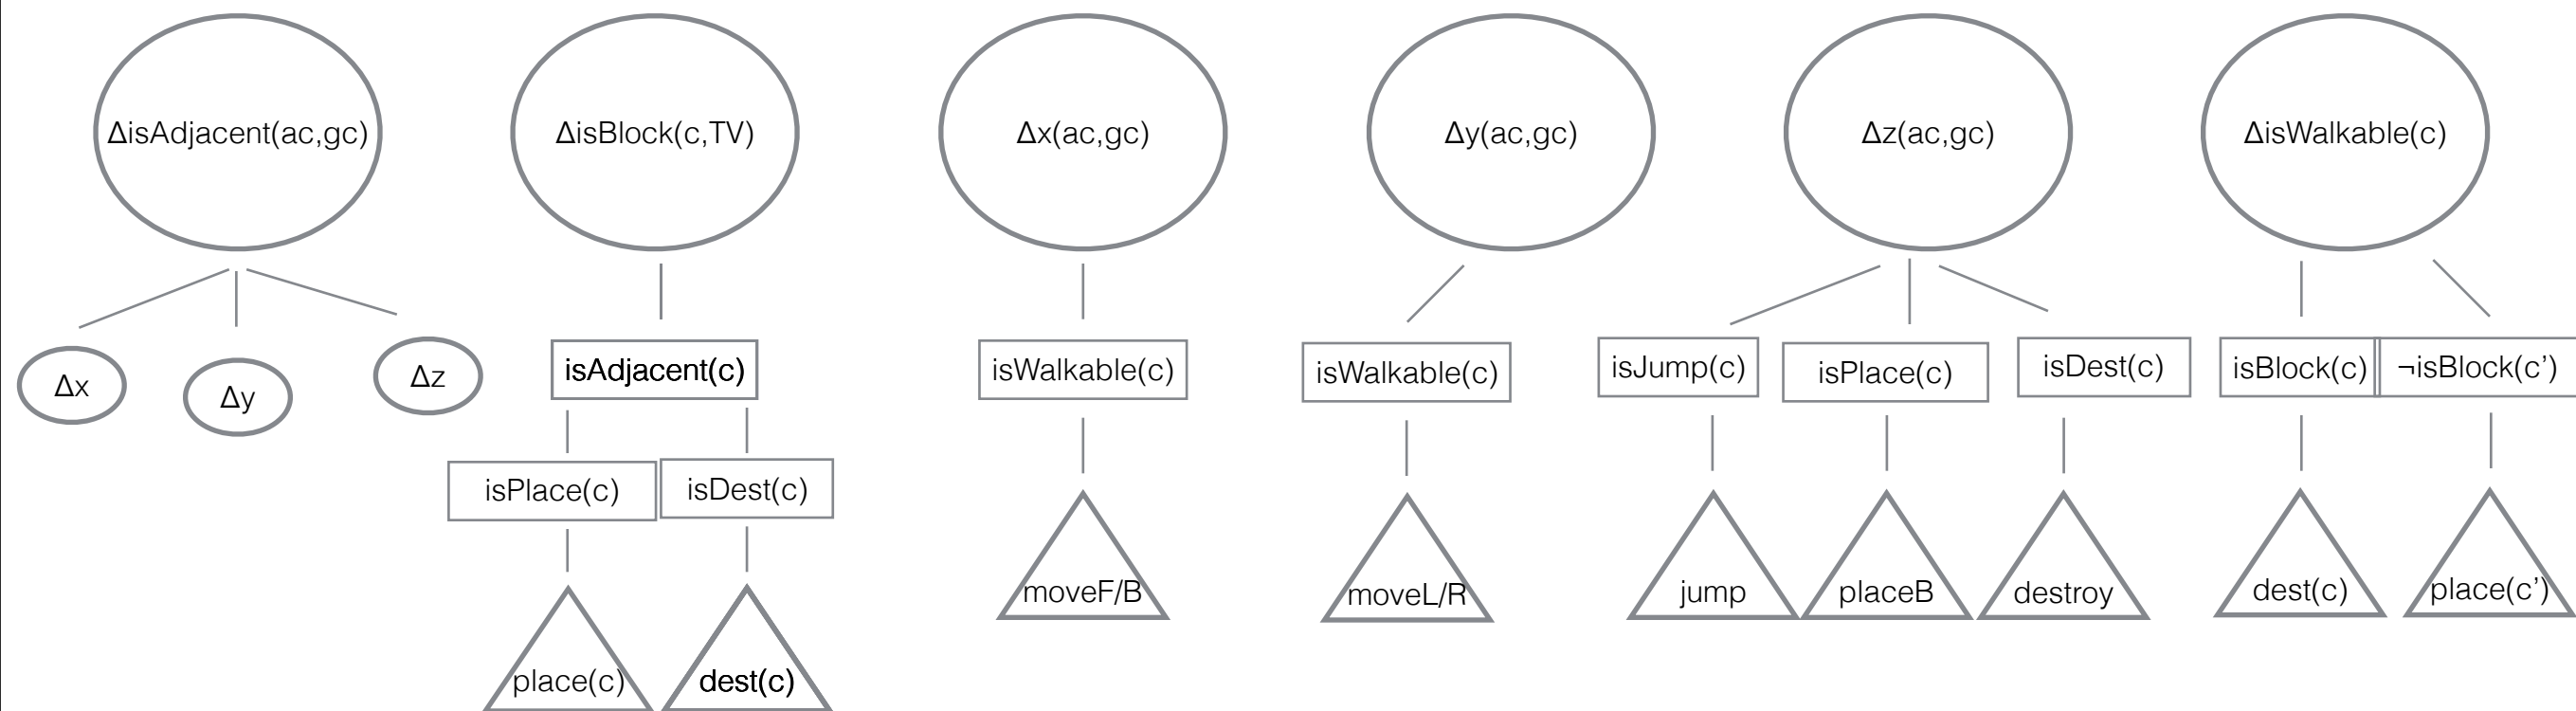 ΔisAdjacent(ac,gc)
ΔisBlock(c,TV)
Δx(ac,gc)
Δy(ac,gc)
Δz(ac,gc)
ΔisWalkable(c)
Δx
Δy
Δz
isAdjacent(c)
isWalkable(c)
isWalkable(c)
isJump(c)
isPlace(c)
isDest(c)
isBlock(c)
¬isBlock(c’)
isPlace(c)
isDest(c)
moveF/B
moveL/R
jump
placeB
destroy
dest(c)
place(c’)
place(c)
dest(c)